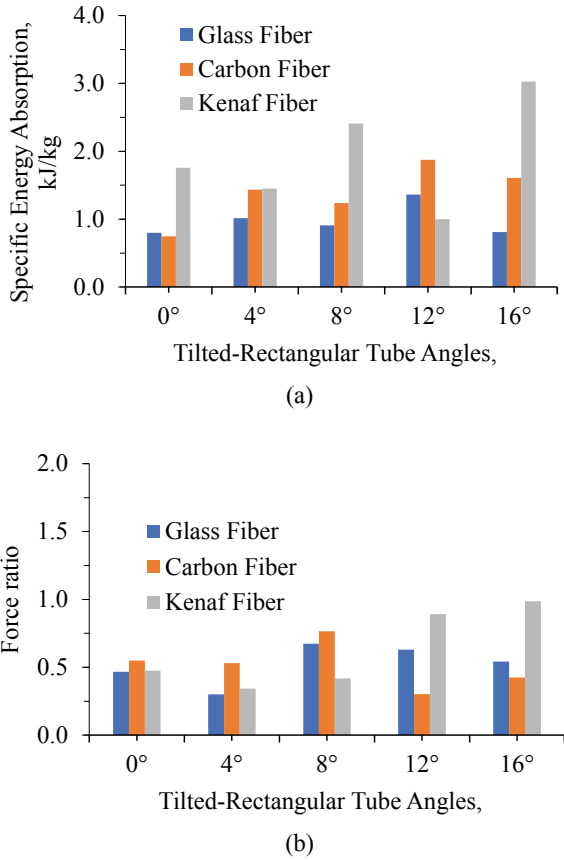 Specific Energy Absorption,
kJ/kg
4.0
3.0
2.0
1.0
0.0
Glass Fiber
Carbon Fiber
Kenaf Fiber
0° 4° 8° 12° 16°
Tilted-Rectangular Tube Angles,
(a)
Force ratio
2.0
1.5
1.0
0.5
0.0
Glass Fiber
Carbon Fiber
Kenaf Fiber
0° 4° 8° 12° 16°
Tilted-Rectangular Tube Angles,
(b)